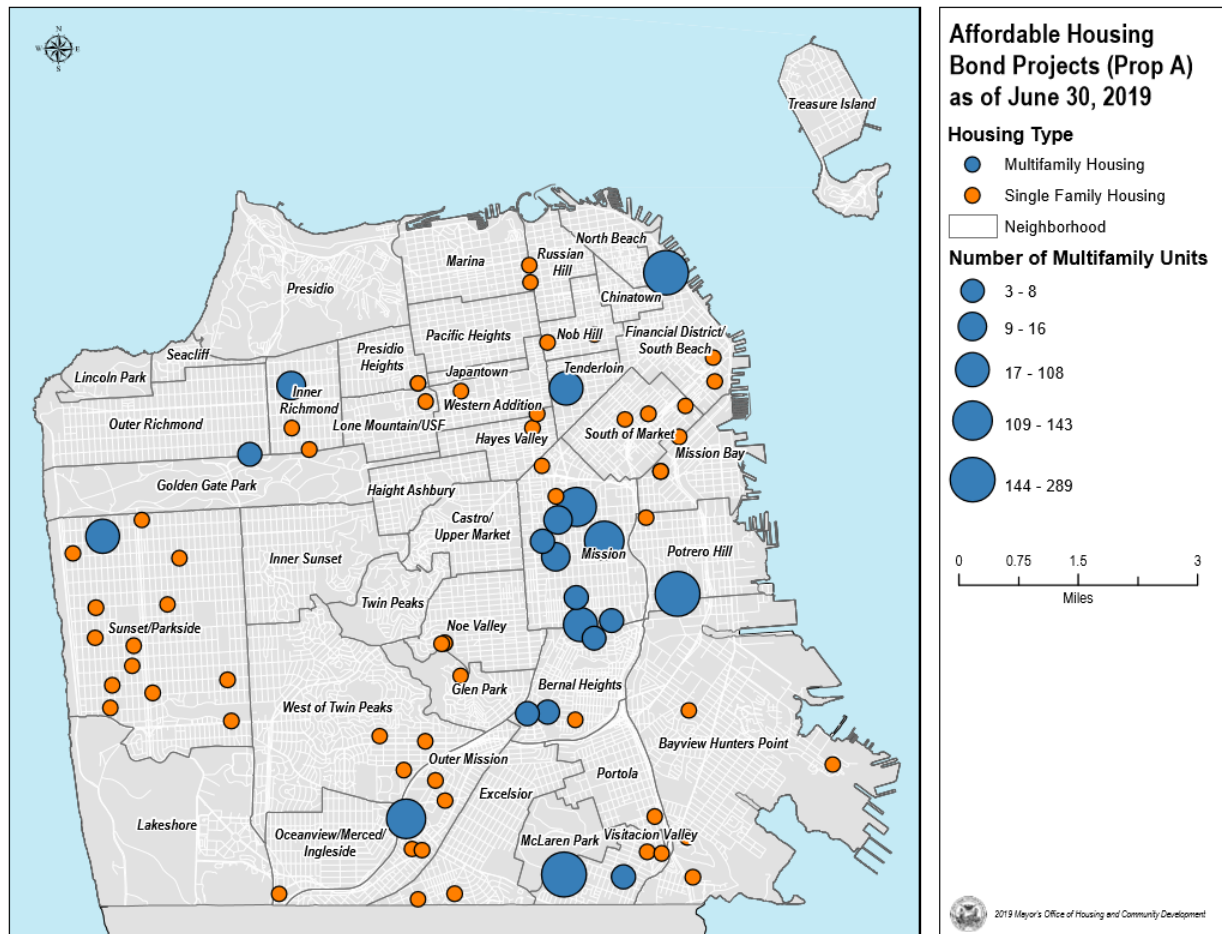 N
W
E
S
Treasure Island
North Beach
Russian
Hill
Marina
Chinatown
Presidio
Pacific Heights
Nob Hill
Financial District/
South Beach
Seacliff
Presidio
Heights
Japantown
Tenderloin
Lincoln Park
Inner
Richmond
Western Addition
Outer Richmond
Lone Mountain/USF
Hayes Valley
South of Market
Mission Bay
Golden Gate Park
Haight Ashbury
Castro/
Upper Market
Inner Sunset
Mission
Potrero Hill
Twin Peaks
Sunset/Parkside
Noe Valley
Glen Park
Bernal Heights
West of Twin Peaks
Bayview Hunters Point
Outer Mission
Portola
Excelsior
Lakeshore
Oceanview/Merced/
Ingleside
McLaren Park
Visitacion Valley
Affordable Housing
Bond Projects (Prop A)
as of June 30, 2019
Housing Type
Multifamily Housing
Single Family Housing
Neighborhood
Number of Multifamily Units
3 - 8
9 - 16
17 - 108
109 - 143
144 - 289
0 0.75 1.5 3
Miles
2019 Mayor's Office of Housing and Community Development